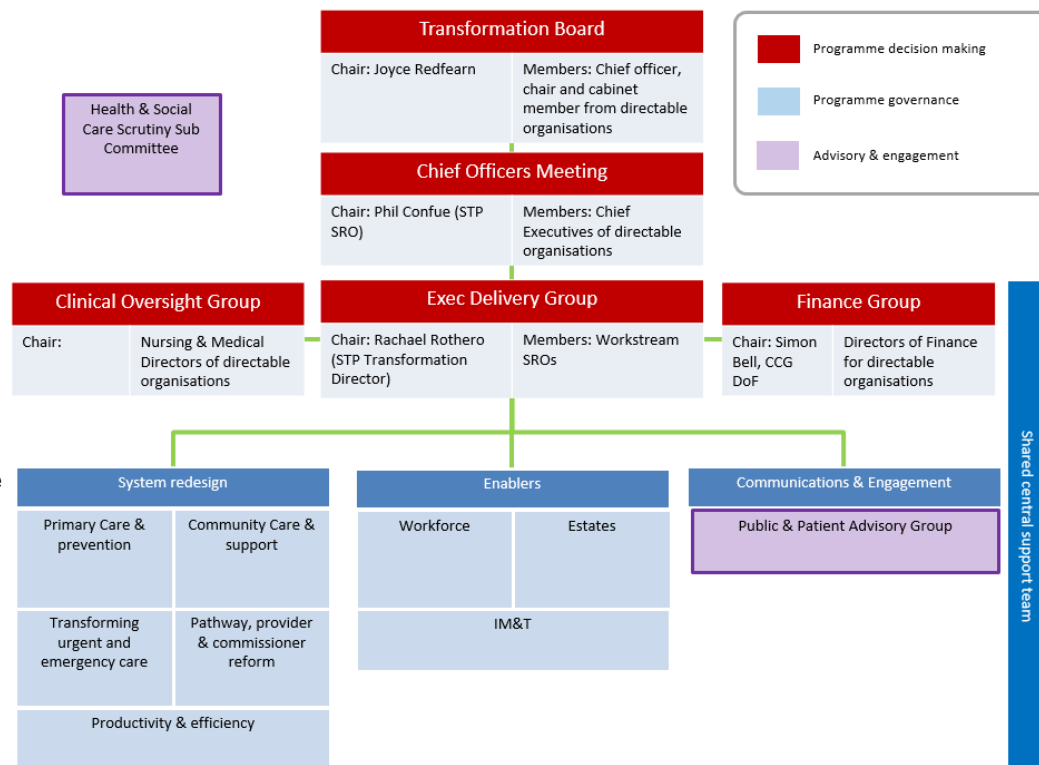 Transformation Board
Chair: Joyce Redfearn
Members: Chief officer,
chair and cabinet
member from directable
organisations
Programme decision making
Programme governance
Advisory & engagement
Health & Social
Care Scrutiny Sub
Committee
Chief Officers Meeting
Chair: Phil Confue (STP
SRO)
Members: Chief
Executives of directable
organisations
Clinical Oversight Group
Chair:
Nursing & Medical
Directors of directable
organisations
Exec Delivery Group
Chair: Rachael Rothero
(STP Transformation
Director)
Members: Workstream
SROs
Finance Group
Chair: Simon
Bell, CCG
DoF
Directors of Finance
for directable
organisations
Shared central support team
e
System redesign
Primary Care &
prevention
Community Care &
support
Transforming
urgent and
emergency care
Pathway, provider
& commissioner
reform
Productivity & efficiency
Enablers
Workforce
Estates
IM&T
Communications & Engagement
Public & Patient Advisory Group